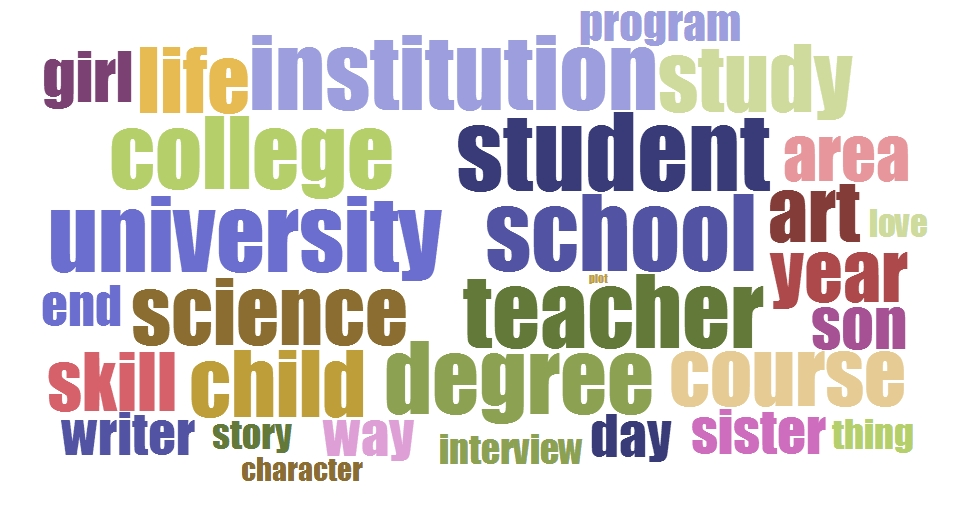 program
girl life institution study
college student area
university school art love
plot
end science teacher year
son
skill child degree course
writer story way interview day sister thing
character